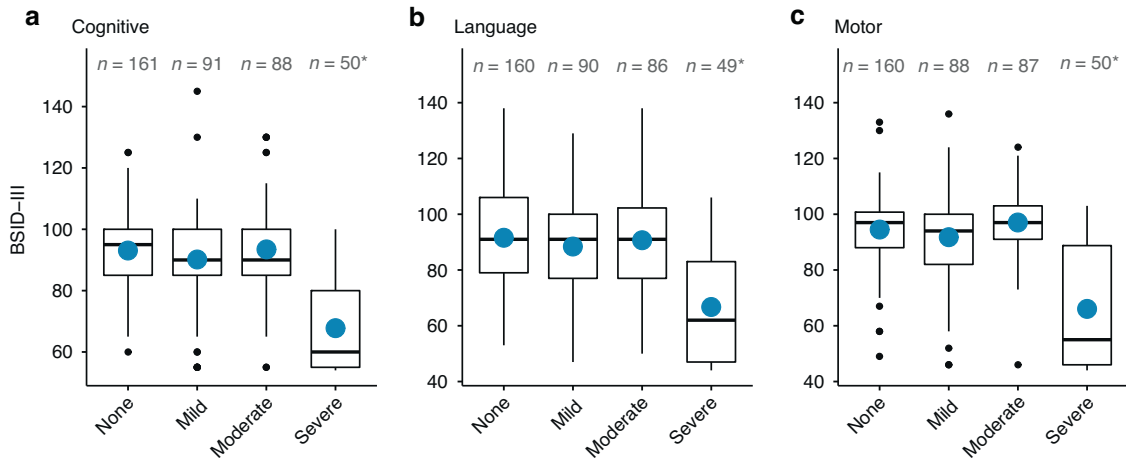 a Cognitive
n = 161 n = 91 n = 88 n = 50*
BSID–III
140
120
100
80
60
None Mild Moderate Severe
b Language
n = 160 n = 90 n = 86 n = 49*
140
120
100
80
60
40
None Mild Moderate Severe
c Motor
n = 160 n = 88 n = 87 n = 50*
140
120
100
80
60
40
None Mild Moderate Severe